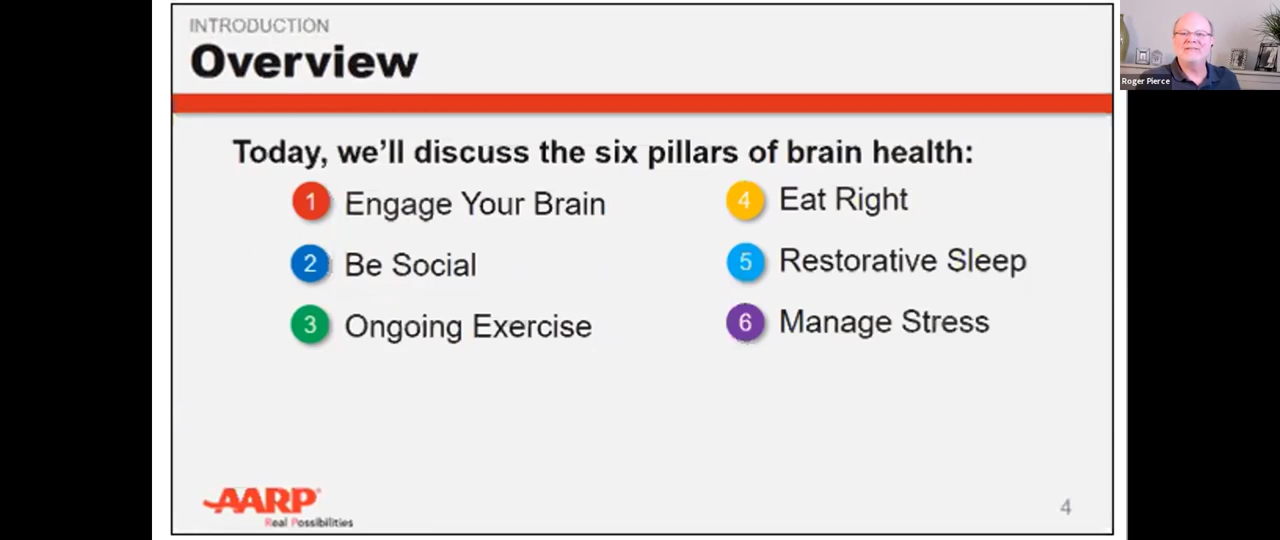 INTRODUCTION
Overview
Roger Pierce
Today, we'll discuss the six pillars of brain health:
1 Engage Your Brain
2 Be Social
3 Ongoing Exercise
4 Eat Right
5 Restorative Sleep
6 Manage Stress
AARP®
Real Possibilities
4